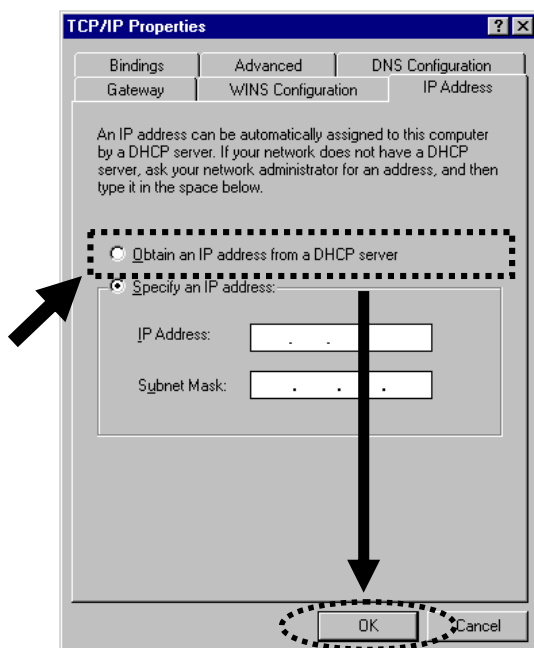 TCP/IP Properties
Bindings
Advanced
DNS Configuration
Gateway
WINS Configuration
IP Address
An IP address can be automatically assigned to this computer
by a DHCP server. If your network does not have a DHCP
server, ask your network administrator for an address, and then
type it in the space below.
Obtain an IP address from a DHCP server
Specify an IP address:
IP Address:
Subnet Mask:
OK
Cancel